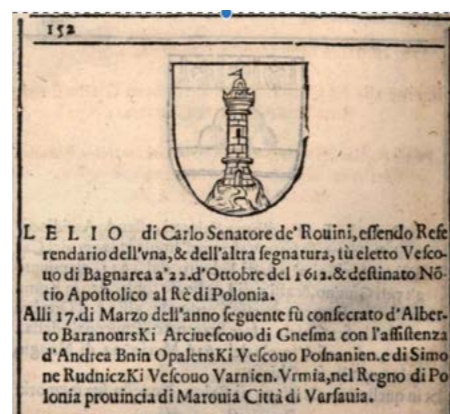 152
LELIO di Carlo Senatore de' Rouini, eſſendo Refe
rendario dell'vna, & dell'altra ſegnatura, fù eletto Veſco-
uo di Bagnarea a' 22. d'Ottobre del 1612. & deſtinato Nō-
tio Apoſtolico al Rè di Polonia.
Alli 17. di Marzo dell'anno ſeguente fù conſecrato d'Alber-
to BaranoursKi Arciueſcouo di Gneſma con l'aſſiſtenza
d'Andrea Bnin OpalensKi Veſcouo Poſnanien. e di Simo
ne RudniczKi Veſcouo Varnien. Vrmia, nel Regno di Po
lonia prouincia di Marouia Città di Varſauia.